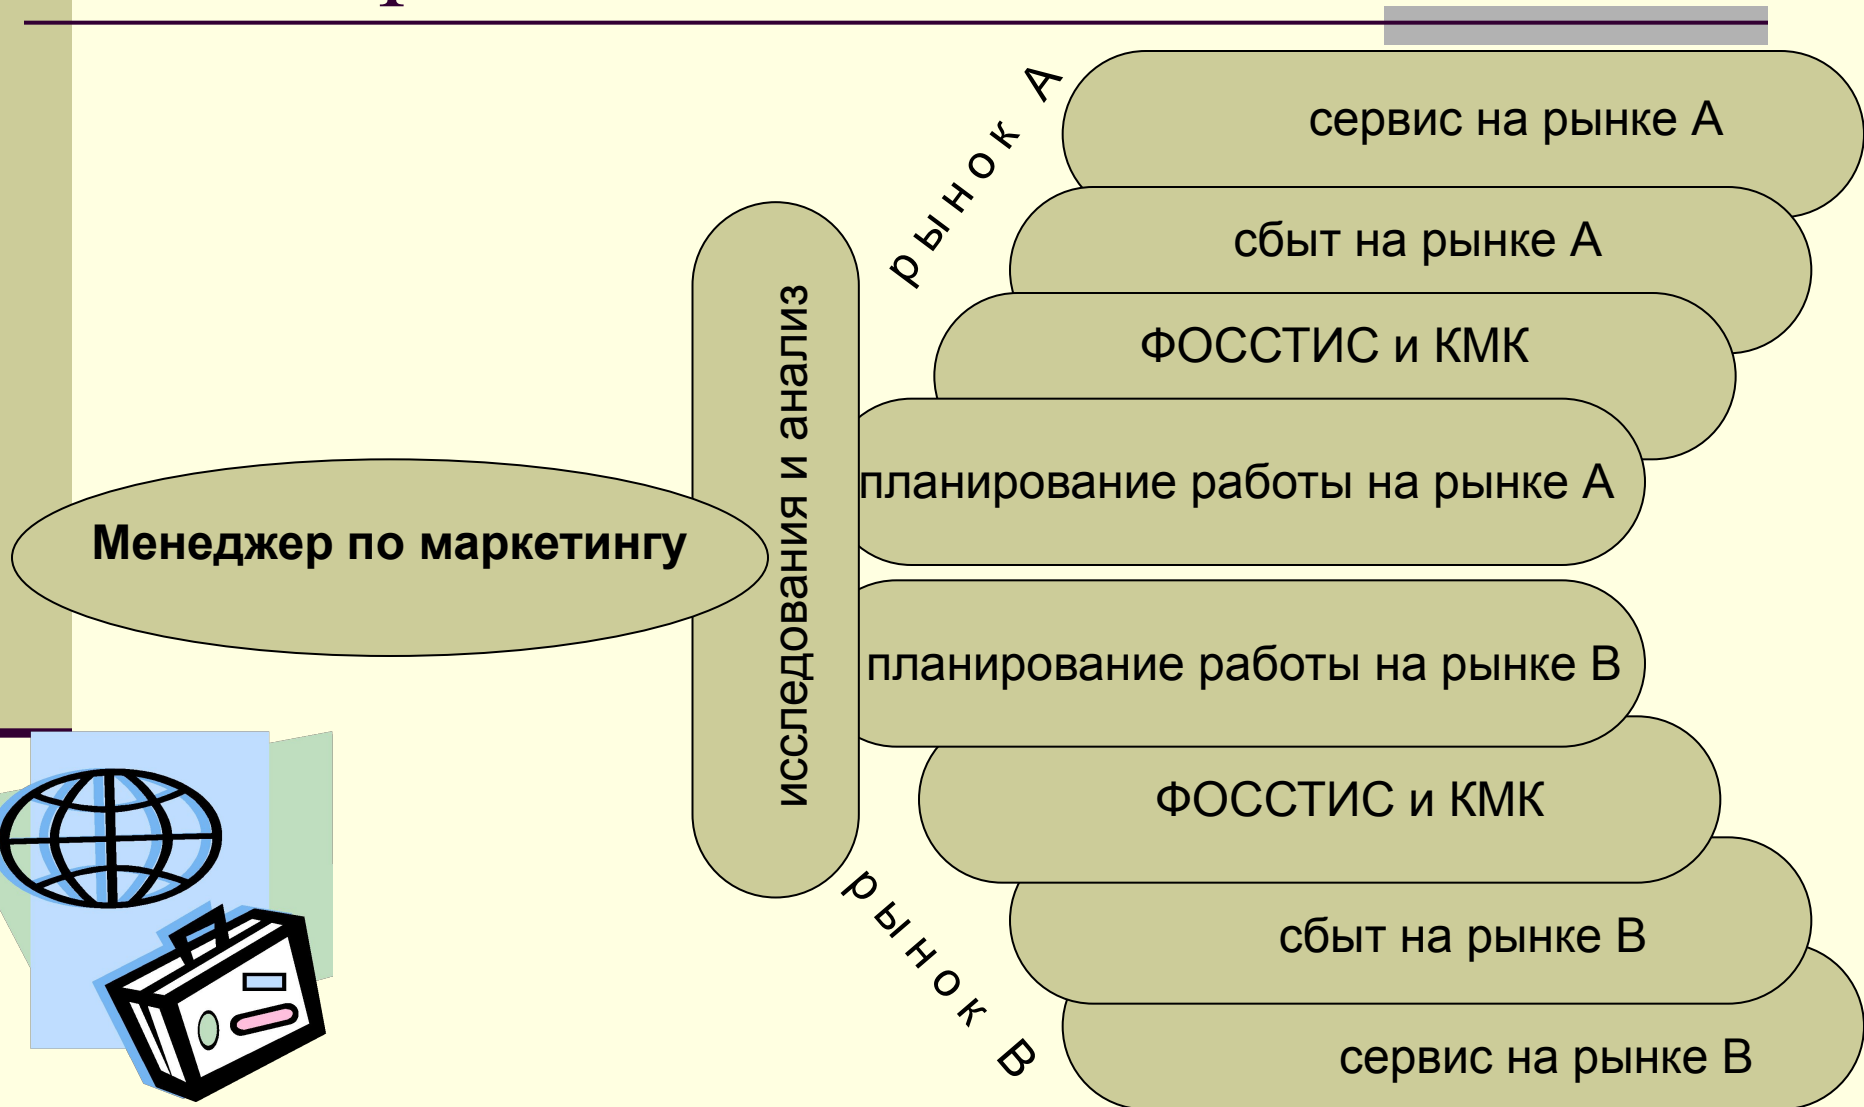 рынок А
сервис на рынке А
сбыт на рынке А
ФОССТИС и КМК
планирование работы на рынке А
исследования и анализ
Менеджер по маркетингу
планирование работы на рынке В
ФОССТИС и КМК
рынок В
сбыт на рынке В
сервис на рынке В